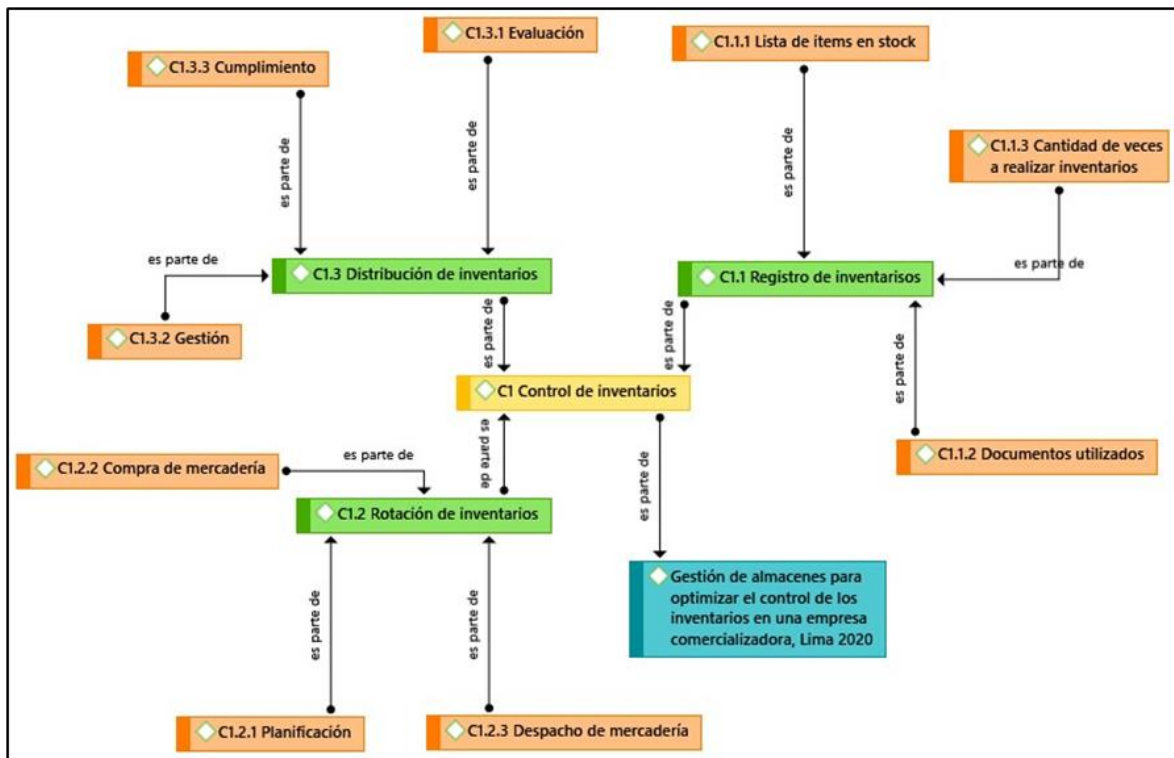 C1.3.1 Evaluación
C1.1.1 Lista de items en stock
C1.3.3 Cumplimiento
es parte de
es parte de
es parte de
C1.1.3 Cantidad de veces
a realizar inventarios
es parte de
C1.3 Distribución de inventarios
C1.1 Registro de inventarisos
es parte de
C1.3.2 Gestión
es parte de
es parte de
es parte de
C1 Control de inventarios
C1.2.2 Compra de mercadería
es parte de
es parte de
es parte de
C1.1.2 Documentos utilizados
C1.2 Rotación de inventarios
Gestión de almacenes para
optimizar el control de los
inventarios en una empresa
comercializadora, Lima 2020
es parte de
es parte de
C1.2.1 Planificación
C1.2.3 Despacho de mercadería